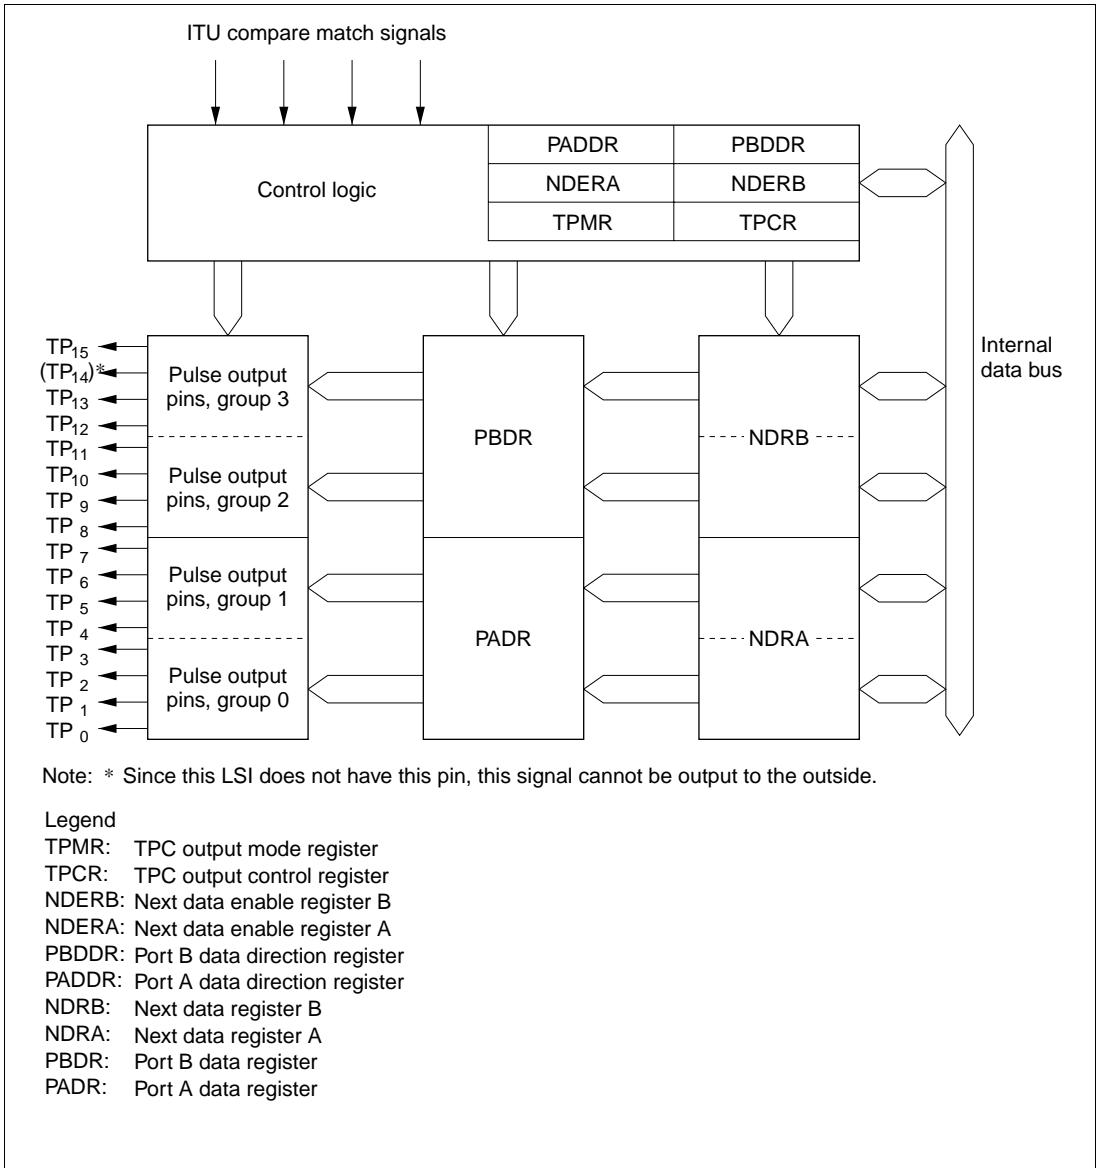 ITU compare match signals
Control logic
PADDR PBDDR
NDERA NDERB
TPMR TPCR
Internal
data bus
TP15
(TP14)*
TP13
TP12
TP11
TP10
TP 9
TP 8
TP 7
TP 6
TP 5
TP 4
TP 3
TP 2
TP 1
TP 0
Pulse output
pins, group 3
Pulse output
pins, group 2
Pulse output
pins, group 1
Pulse output
pins, group 0
PBDR
PADR
NDRB
NDRA
Note: * Since this LSI does not have this pin, this signal cannot be output to the outside.
Legend
TPMR: TPC output mode register
TPCR: TPC output control register
NDERB: Next data enable register B
NDERA: Next data enable register A
PBDDR: Port B data direction register
PADDR: Port A data direction register
NDRB: Next data register B
NDRA: Next data register A
PBDR: Port B data register
PADR: Port A data register